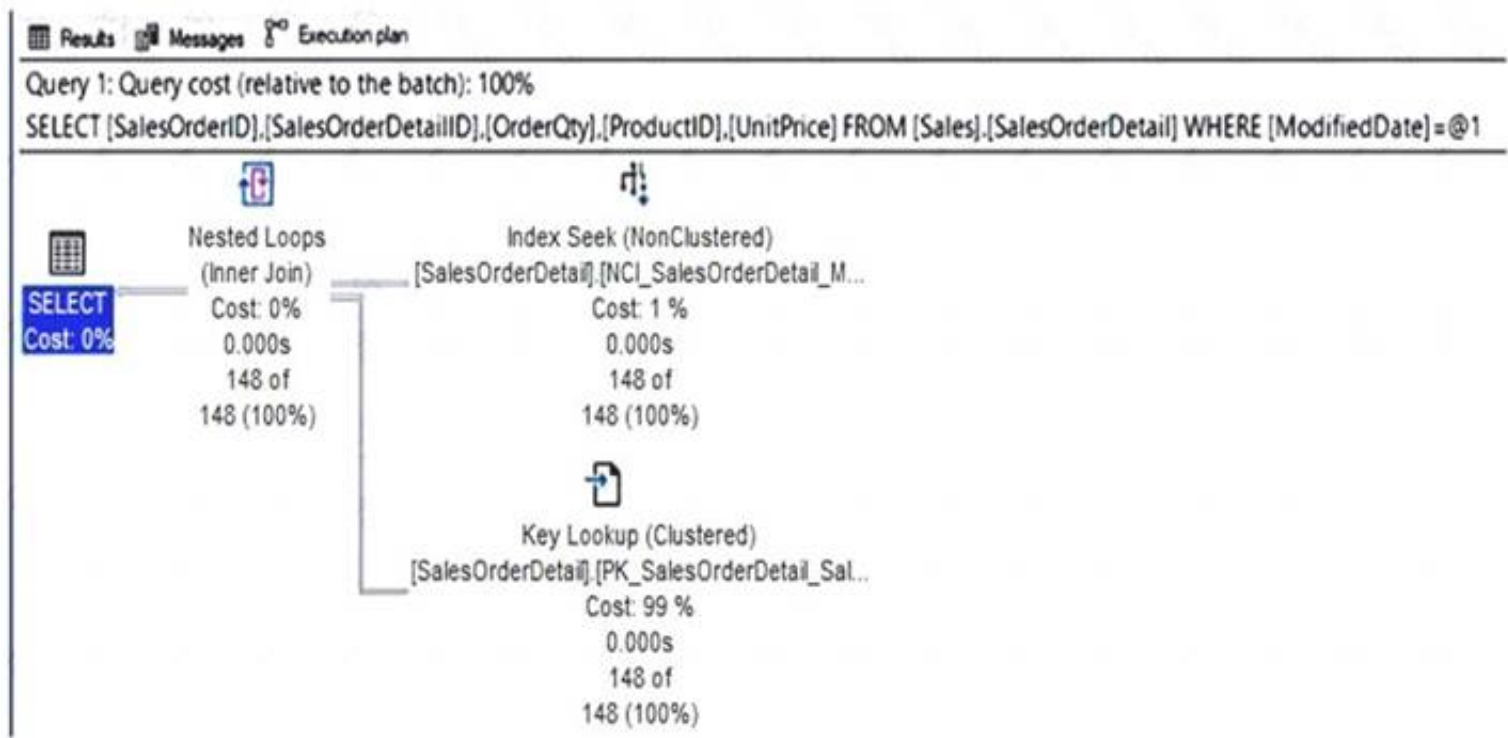 Results Messages Execution plan
Query 1: Query cost (relative to the batch): 100%
SELECT [SalesOrderID],[SalesOrderDetailID],[OrderQty],[ProductID],[UnitPrice] FROM [Sales].[SalesOrderDetail] WHERE [ModifiedDate]=@1
SELECT
Cost: 0%
Nested Loops
(Inner Join)
Cost: 0%
0.000s
148 of
148 (100%)
Index Seek (NonClustered)
[SalesOrderDetail].[NCI_SalesOrderDetail_M...
Cost: 1 %
0.000s
148 of
148 (100%)
Key Lookup (Clustered)
[SalesOrderDetail].[PK_SalesOrderDetail_Sal...
Cost: 99 %
0.000s
148 of
148 (100%)